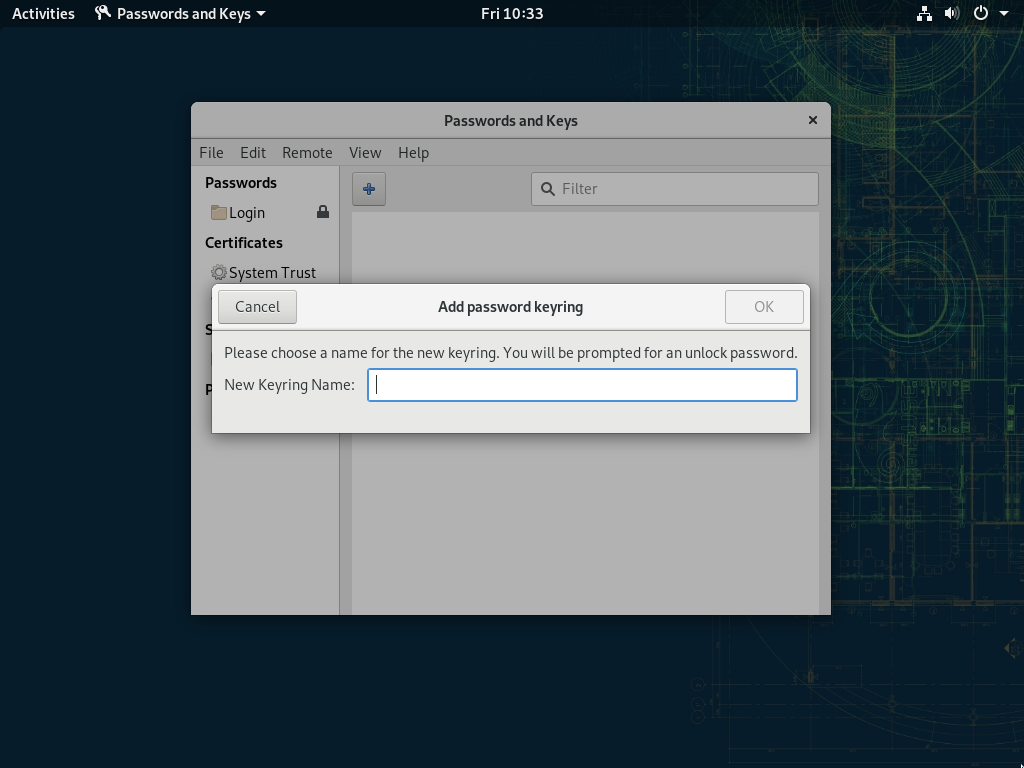 Activities Passwords and Keys Fri 10:33
Passwords and Keys
File Edit Remote View Help
Passwords
Filter
Login
Certificates
System Trust
Cancel Add password keyring OK
Please choose a name for the new keyring. You will be prompted for an unlock password.
New Keyring Name: